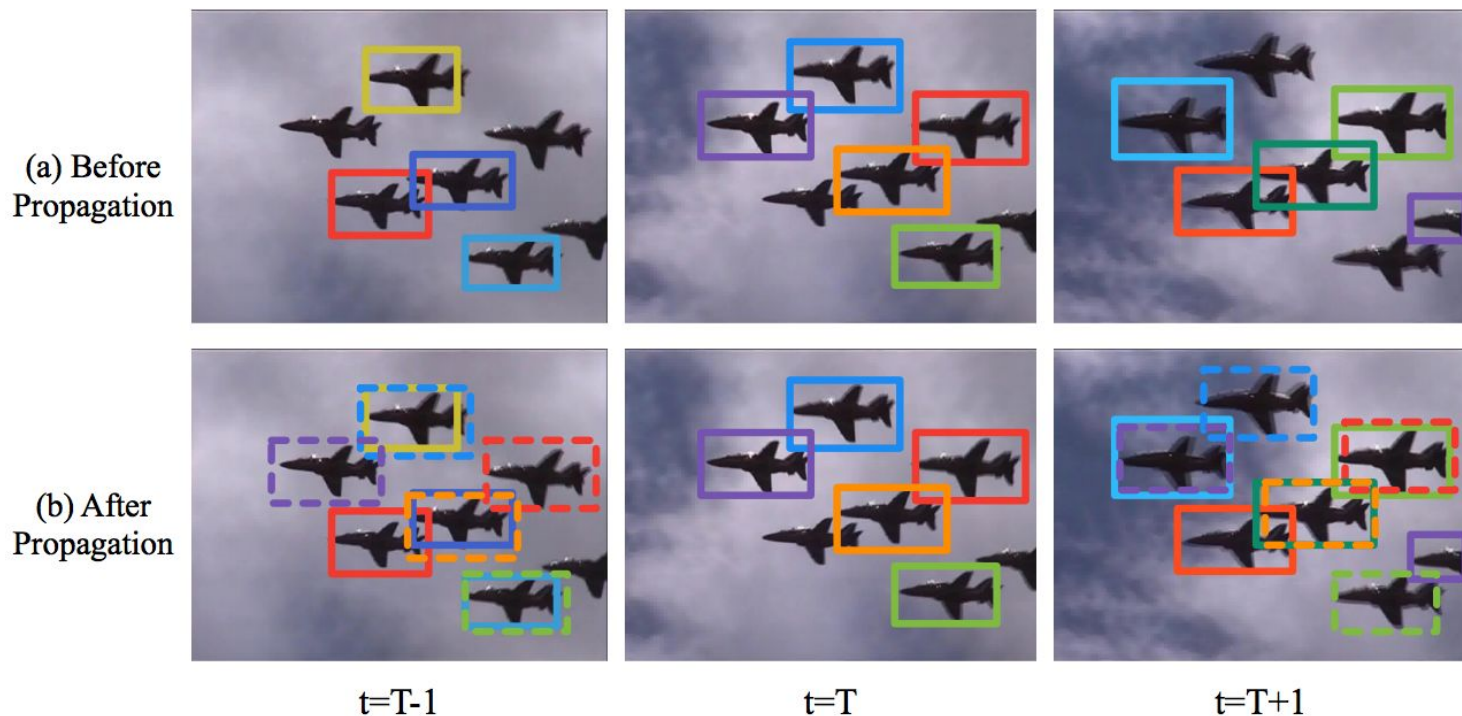 (a) Before
Propagation
(b) After
Propagation
t=T-1
t=T
t=T+1